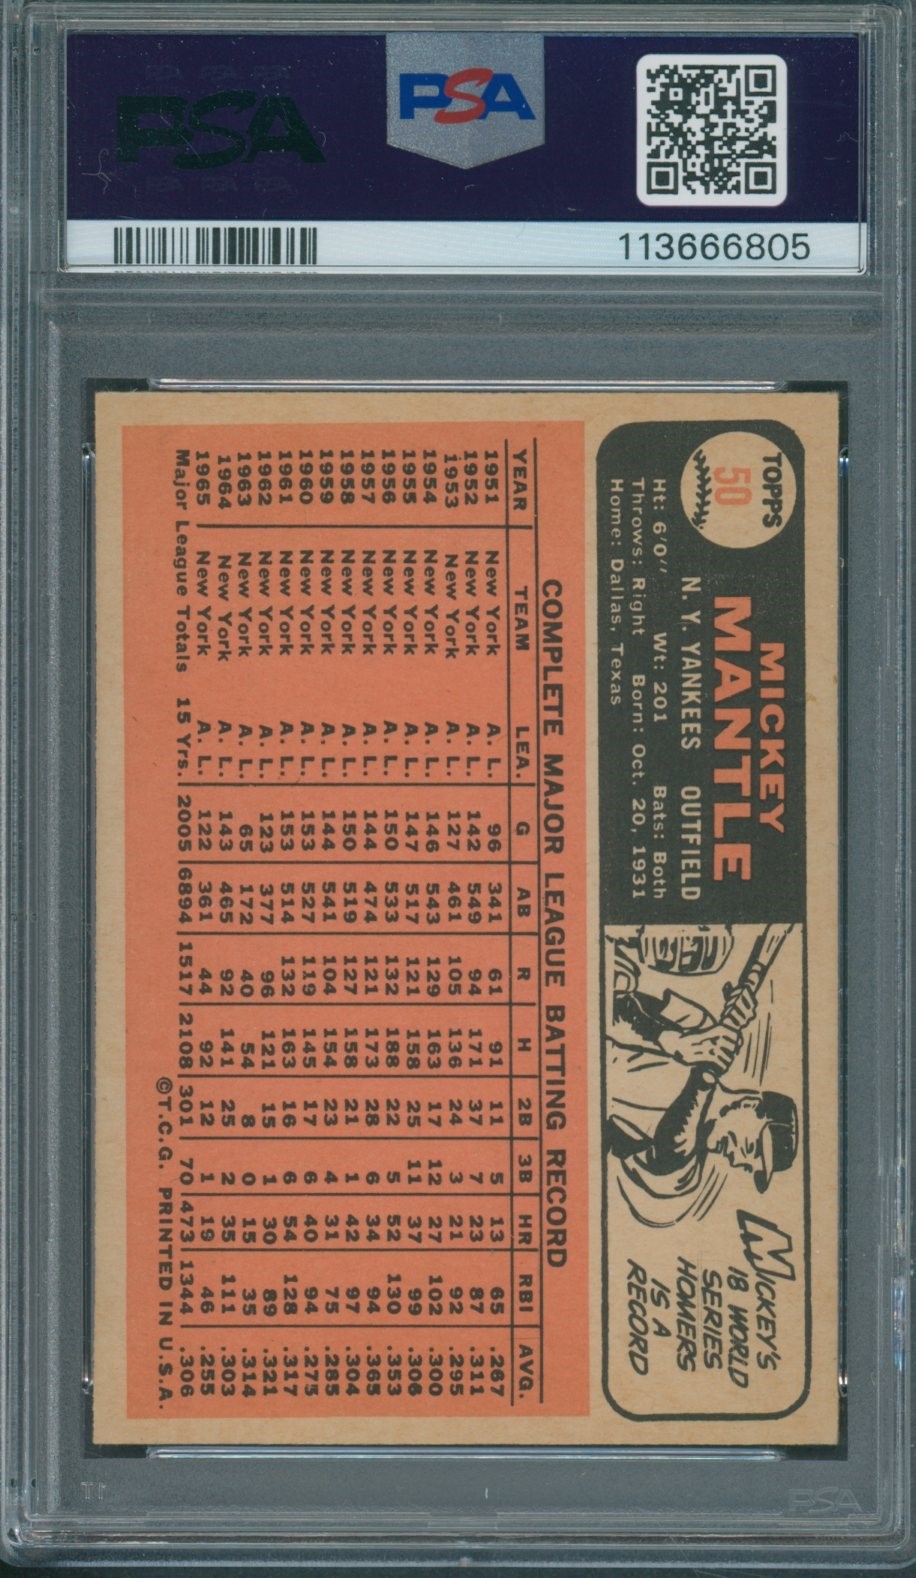 PSA
PSA PSA PSA
PSA
PSA PSA PSA
113666805
TOPPS
50
MICKEY
MANTLE
N. Y. YANKEES OUTFIELD
Ht: 6'0" Wt: 201 Bats: Both
Throws: Right Born: Oct. 20, 1931
Home: Dallas, Texas
MICKEY'S
18 WORLD
SERIES
HOMERS
IS A
RECORD
COMPLETE MAJOR LEAGUE BATTING RECORD
YEAR TEAM LEA. G AB R H 2B 3B HR RBI AVG.
1951 New York A. L. 96 341 61 91 11 5 13 65 .267
1952 New York A. L. 142 549 94 171 37 7 23 87 .311
1953 New York A. L. 127 461 105 136 24 3 21 92 .295
1954 New York A. L. 146 543 129 163 17 12 27 102 .300
1955 New York A. L. 147 517 121 158 25 11 37 99 .306
1956 New York A. L. 150 533 132 188 22 5 52 130 .353
1957 New York A. L. 144 474 121 173 28 6 34 94 .365
1958 New York A. L. 150 519 127 158 21 1 42 97 .304
1959 New York A. L. 144 541 104 154 23 4 31 75 .285
1960 New York A. L. 153 527 119 145 17 6 40 94 .275
1961 New York A. L. 153 514 132 163 16 6 54 128 .317
1962 New York A. L. 123 377 96 121 15 1 30 89 .321
1963 New York A. L. 65 172 40 54 8 0 15 35 .314
1964 New York A. L. 143 465 92 141 25 2 35 111 .303
1965 New York A. L. 122 361 44 92 12 1 19 46 .255
Major League Totals 15 Yrs. 2005 6894 1517 2108 301 70 473 1344 .306
©T.C.G. PRINTED IN U.S.A.
PSA